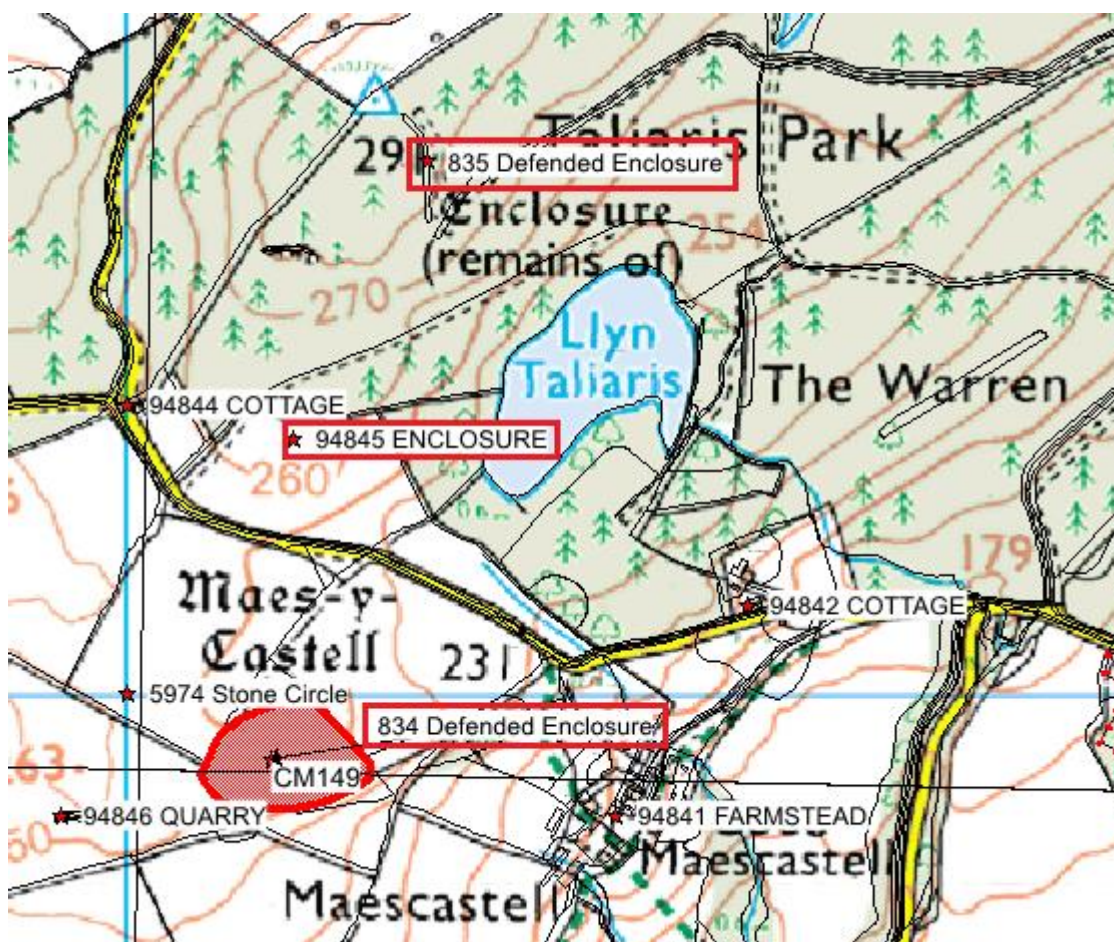 Taliaris Park
29
835 Defended Enclosure
Enclosure
(remains of)
254
270
Llyn
Taliaris
The Warren
94844 COTTAGE
94845 ENCLOSURE
260
179
Maes-y-
Castell
94842 COTTAGE
231
5974 Stone Circle
834 Defended Enclosure
CM149
263
94846 QUARRY
94841 FARMSTEAD
Maescastell
Maescastell